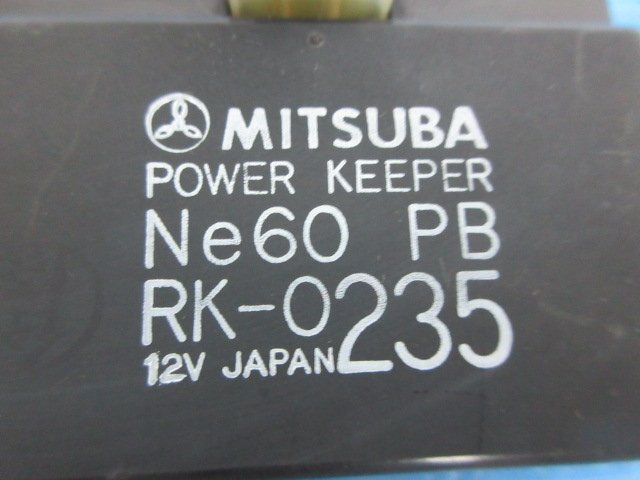 MITSUBA
POWER KEEPER
Ne60 PB
RK-0235
12V JAPAN